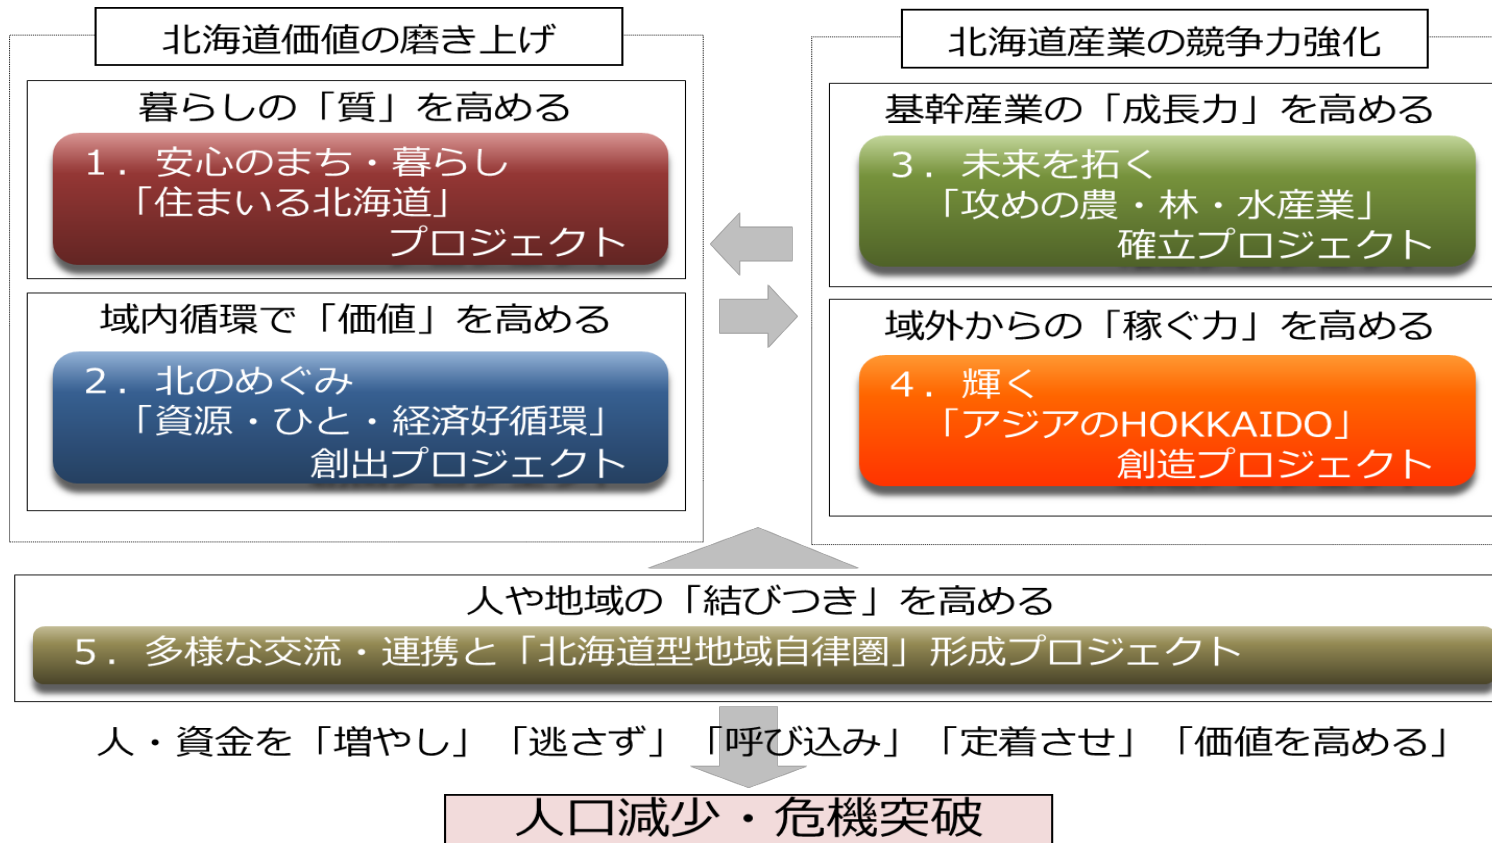 北海道価値の磨き上げ
暮らしの「質」を高める
１．安心のまち・暮らし
「住まいる北海道」
プロジェクト
域内循環で「価値」を高める
２．北のめぐみ
「資源・ひと・経済好循環」
創出プロジェクト
北海道産業の競争力強化
基幹産業の「成長力」を高める
３．未来を拓く
「攻めの農・林・水産業」
確立プロジェクト
域外からの「稼ぐ力」を高める
４．輝く
「アジアのHOKKAIDO」
創造プロジェクト
人や地域の「結びつき」を高める
５．多様な交流・連携と「北海道型地域自律圏」形成プロジェクト
人・資金を「増やし」「逃さず」「呼び込み」「定着させ」「価値を高める」
人口減少・危機突破